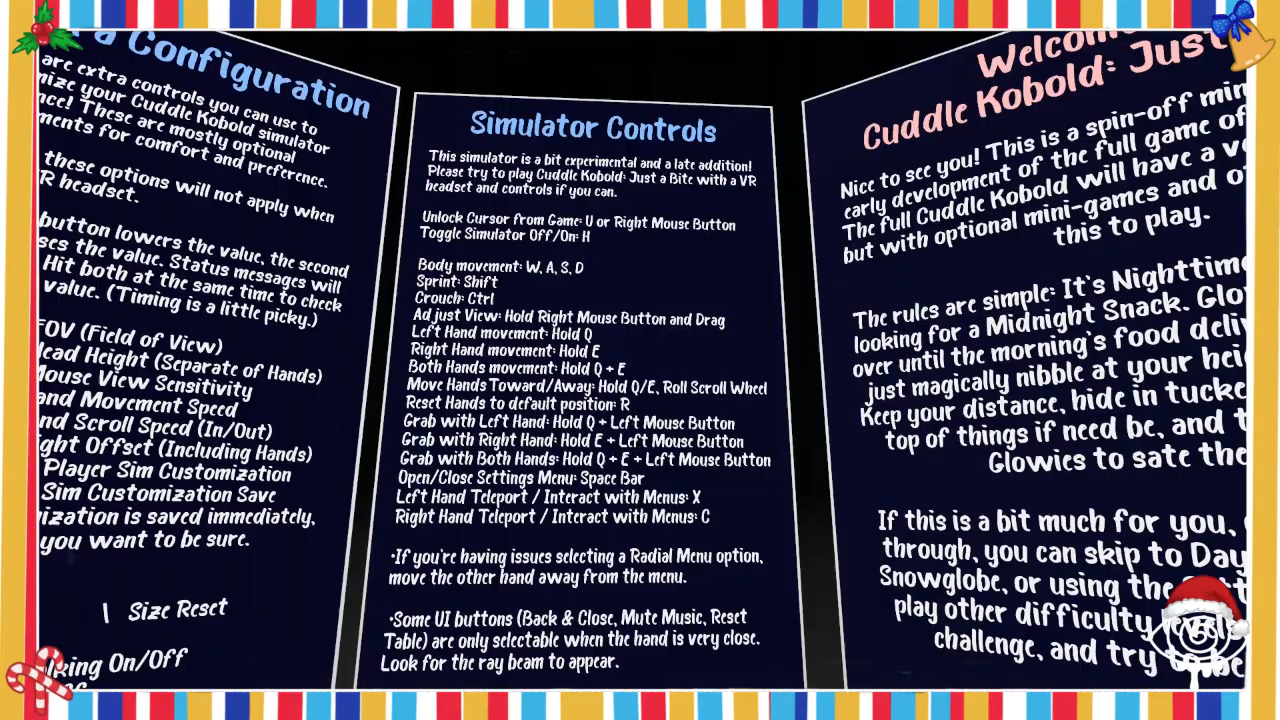 a Configuration
are extra controls you can use to
your Cuddle Kobold simulator
These are mostly optional
for comfort and preference.
these options will not apply when
R headset.
button lowers the value, the second
the value. Status messages will
Hit both at the same time to check
value. (Timing is a little picky.)
FOV (Field of View)
Head Height (Separate of Hands)
Mouse View Sensitivity
and Movement Speed
Scroll Speed (In/Out)
Offset (Including Hands)
Player Sim Customization
Sim Customization Save
is saved immediately,
you want to be sure.
| Size Reset
On/Off
Simulator Controls
This simulator is a bit experimental and a late addition!
Please try to play Cuddle Kobold: Just a Bite with a VR
headset and controls if you can.
Unlock Cursor from Game: U or Right Mouse Button
Toggle Simulator Off/On: H
Body movement: W, A, S, D
Sprint: Shift
Crouch: Ctrl
Adjust View: Hold Right Mouse Button and Drag
Left Hand movement: Hold Q
Right Hand movement: Hold E
Both Hands movement: Hold Q + E
Move Hands Toward/Away: Hold Q/E, Roll Scroll Wheel
Reset Hands to default position: R
Grab with Left Hand: Hold Q + Left Mouse Button
Grab with Right Hand: Hold E + Left Mouse Button
Grab with Both Hands: Hold Q + E + Left Mouse Button
Open/Close Settings Menu: Space Bar
Left Hand Teleport / Interact with Menus: X
Right Hand Teleport / Interact with Menus: C
•If you're having issues selecting a Radial Menu option,
move the other hand away from the menu.
•Some UI buttons (Back & Close, Mute Music, Reset
Table) are only selectable when the hand is very close.
Look for the ray beam to appear.
Welcom
Cuddle Kobold: Just
Nice to see you! This is a spin-off min
early development of the full game of
The full Cuddle Kobold will have a
but with optional mini-games and
this to play.
The rules are simple: It's Nighttime
looking for a Midnight Snack. Glo
over until the morning's food deli
just magically nibble at your hei
Keep your distance, hide in tucke
top of things if need be, and
Glowies to sate the
If this is a bit much for you,
through, you can skip to Day
Snowglobe, or using the
play other difficulty
challenge, and try to be